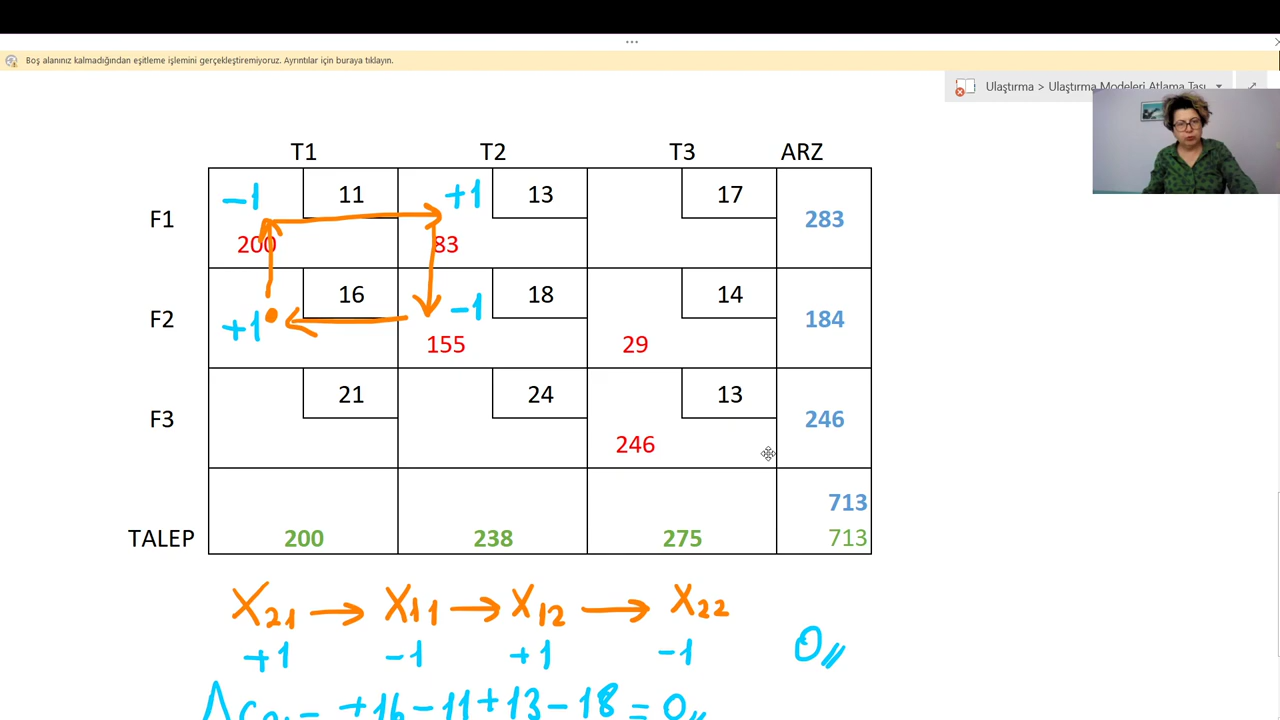 Boş alanınız kalmadığından eşitleme işlemini gerçekleştiremiyoruz. Ayrıntılar için buraya tıklayın.
Ulaştırma > Ulaştırma Modeleri Atlama Taşı
T1 T2 T3 ARZ
-1 11 +1 13 17
F1 283
200 83
16 -1 18 14
F2 +1 184
155 29
21 24 13
F3 246
246
713
TALEP 200 238 275 713
X21 → X11 → X12 → X22
+1 -1 +1 -1 0//
= +16-11+13-18 = 0//